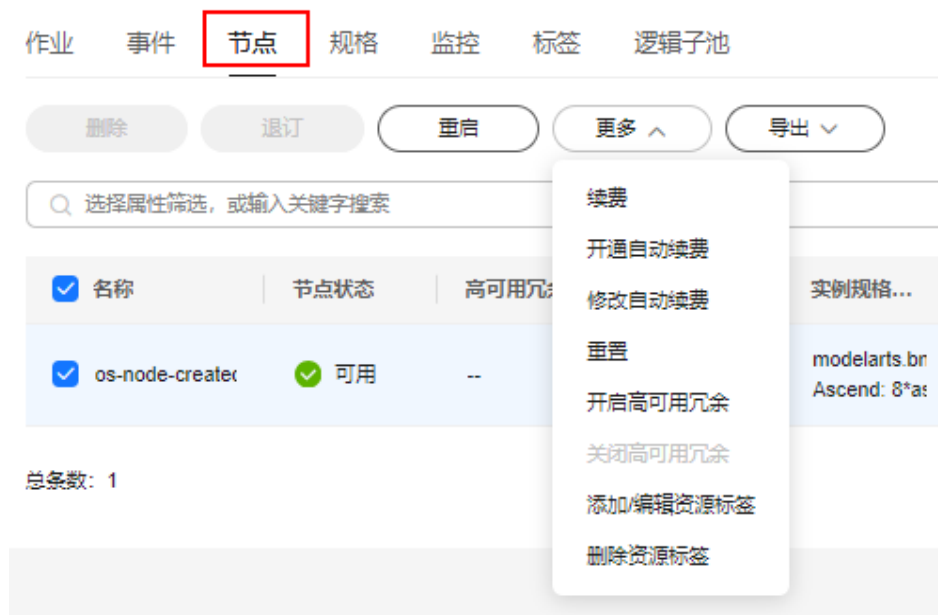 作业 事件 节点 规格 监控 标签 逻辑子池
删除 退订 重启 更多 导出
选择属性筛选，或输入关键字搜索
续费
开通自动续费
名称 节点状态 高可用冗 实例规格...
修改自动续费
重置
os-node-created 可用 --
modelarts.bn
Ascend: 8*as
开启高可用冗余
关闭高可用冗余
总条数：1
添加/编辑资源标签
删除资源标签